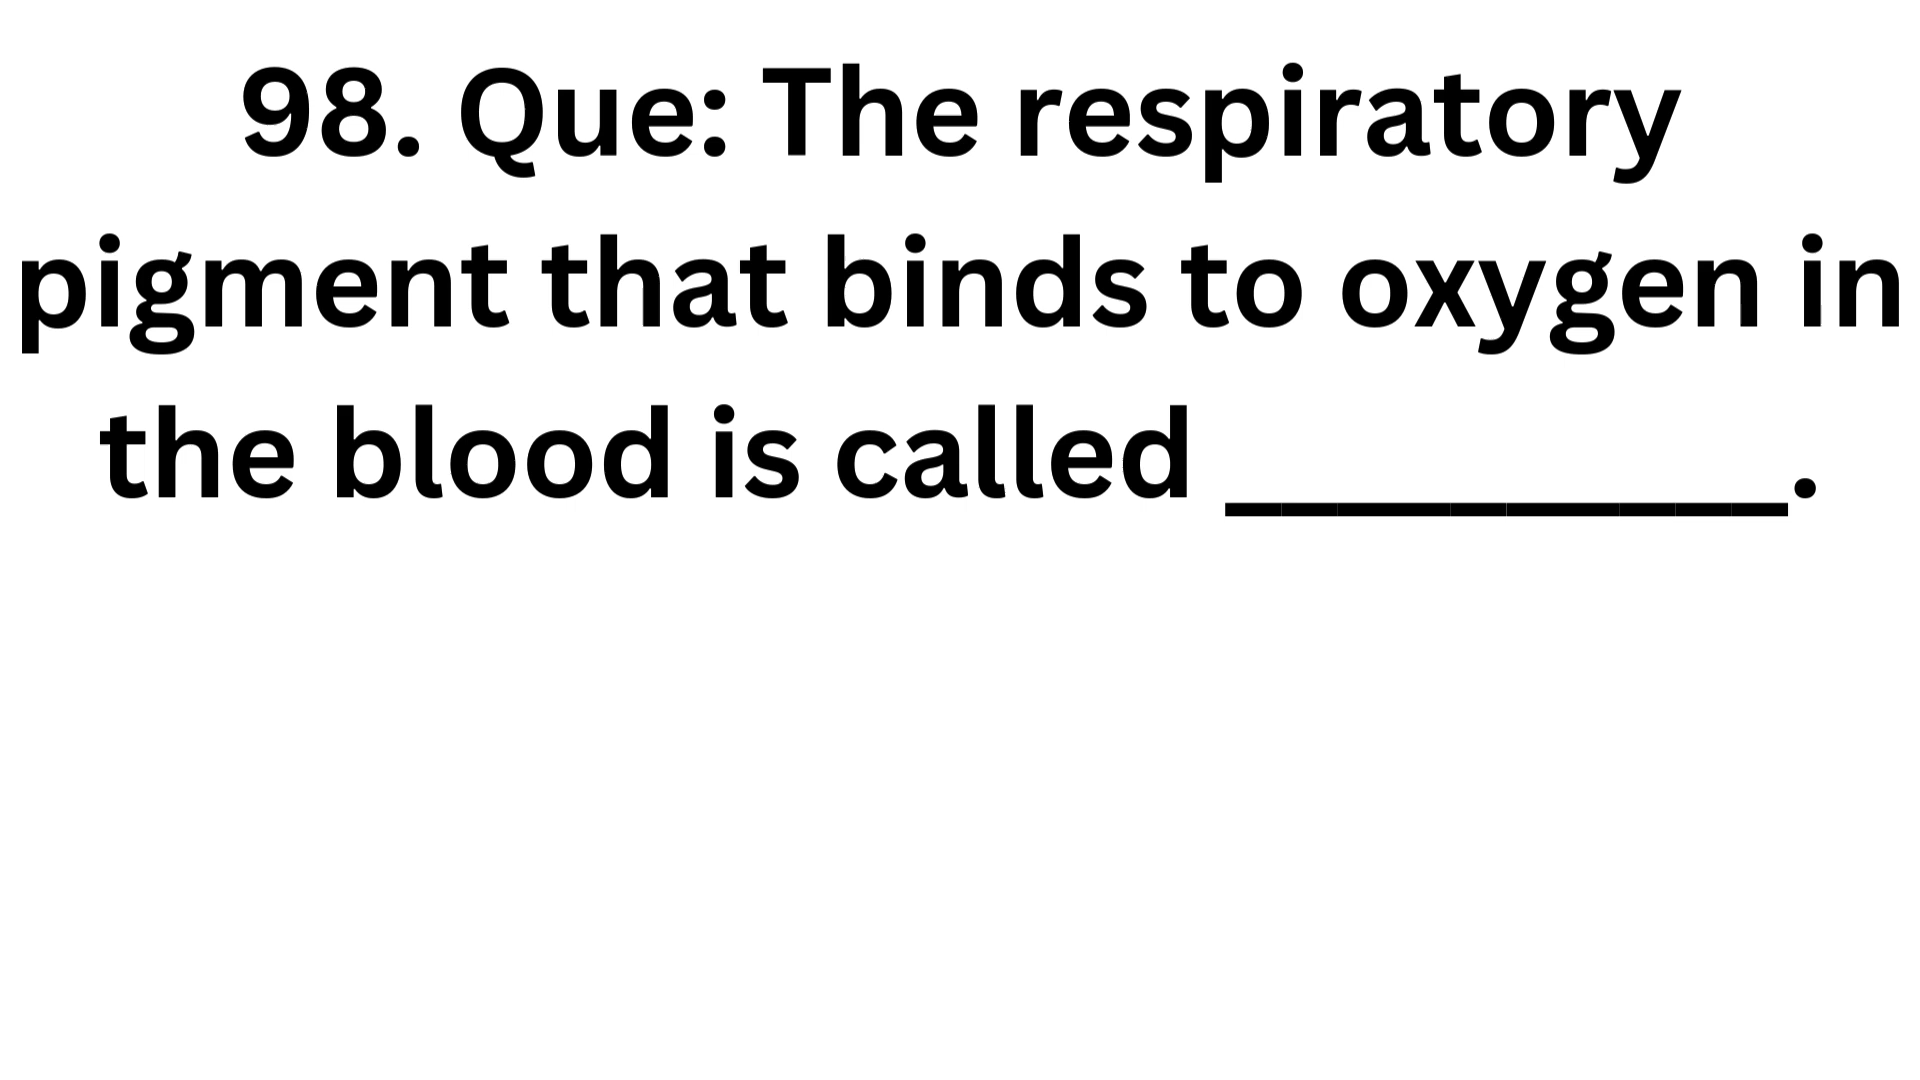 98. Que: The respiratory
pigment that binds to oxygen in
the blood is called __________.